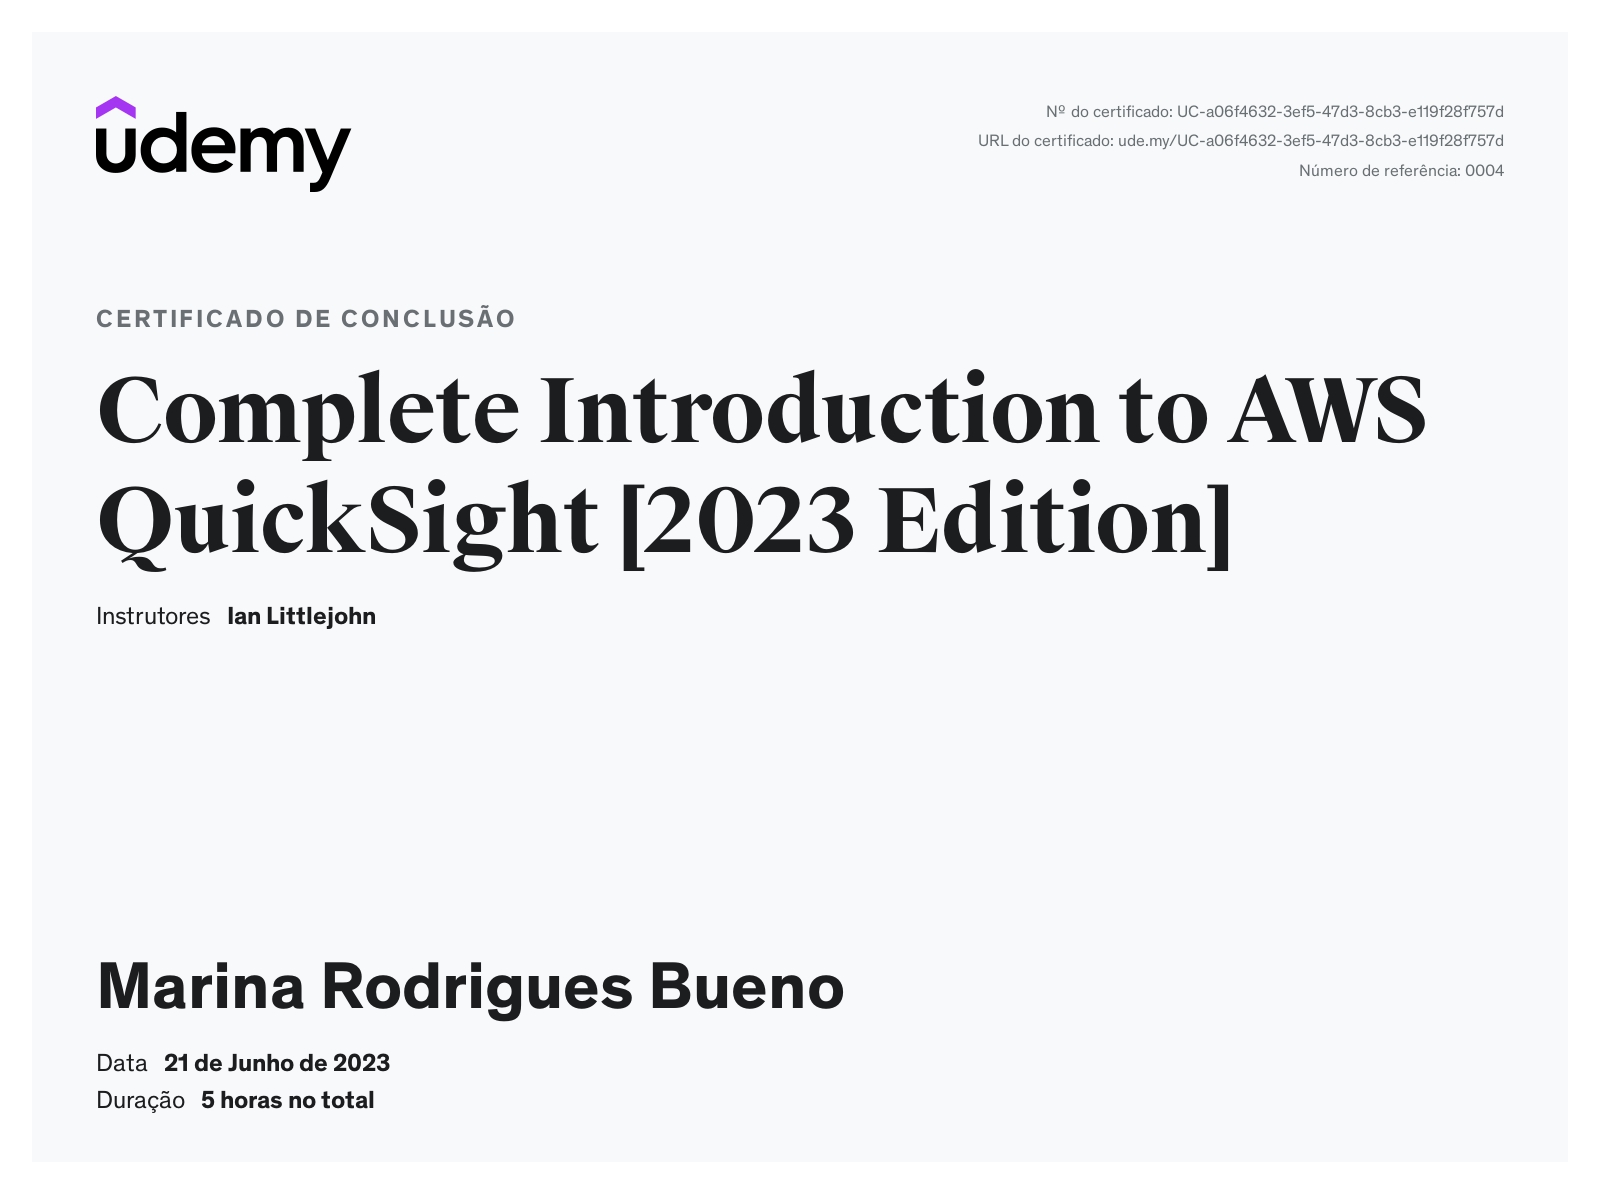 udemy
Nº do certificado: UC-a06f4632-3ef5-47d3-8cb3-e119f28f757d
URL do certificado: ude.my/UC-a06f4632-3ef5-47d3-8cb3-e119f28f757d
Número de referência: 0004
CERTIFICADO DE CONCLUSÃO
Complete Introduction to AWS
QuickSight [2023 Edition]
Instrutores Ian Littlejohn
Marina Rodrigues Bueno
Data 21 de Junho de 2023
Duração 5 horas no total